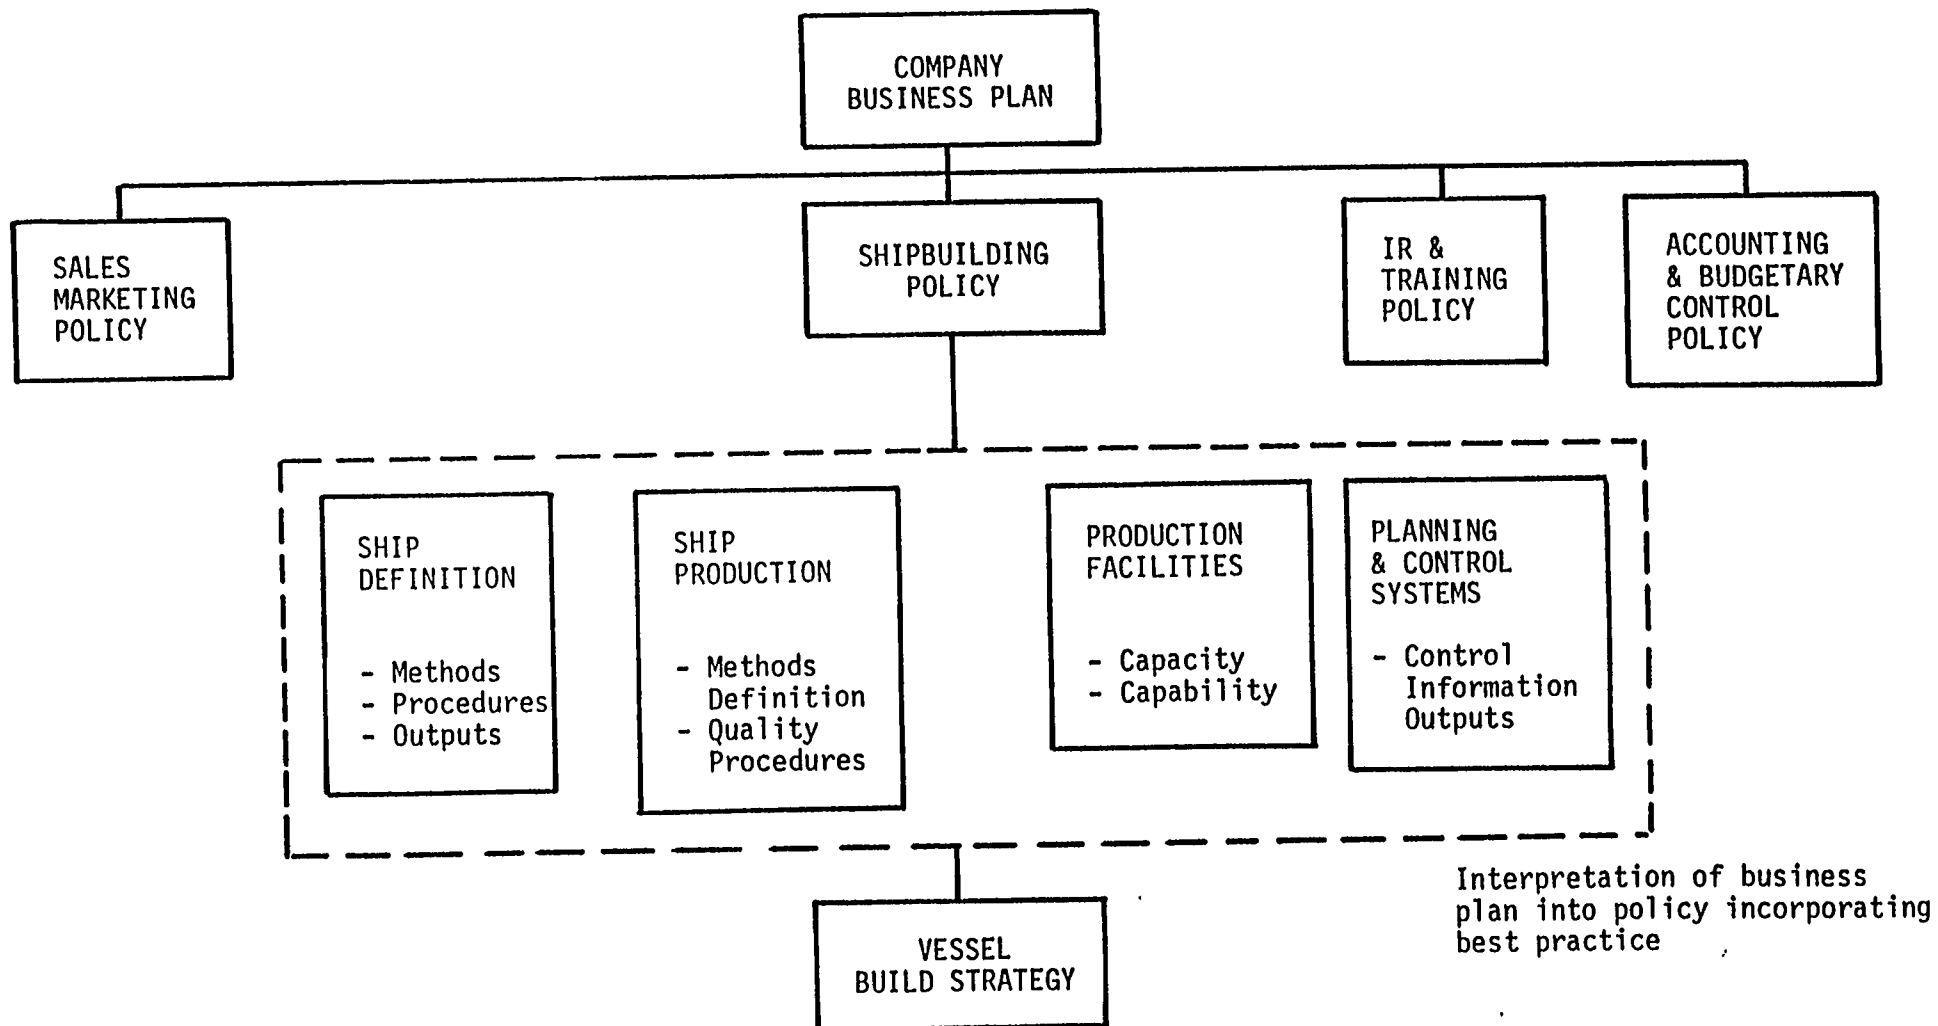 COMPANY
BUSINESS PLAN
SALES
MARKETING
POLICY
SHIPBUILDING
POLICY
IR &
TRAINING
POLICY
ACCOUNTING
& BUDGETARY
CONTROL
POLICY
SHIP
DEFINITION
- Methods
- Procedures
- Outputs
SHIP
PRODUCTION
- Methods
Definition
- Quality
Procedures
PRODUCTION
FACILITIES
- Capacity
- Capability
PLANNING
& CONTROL
SYSTEMS
- Control
Information
Outputs
VESSEL
BUILD STRATEGY
Interpretation of business
plan into policy incorporating
best practice